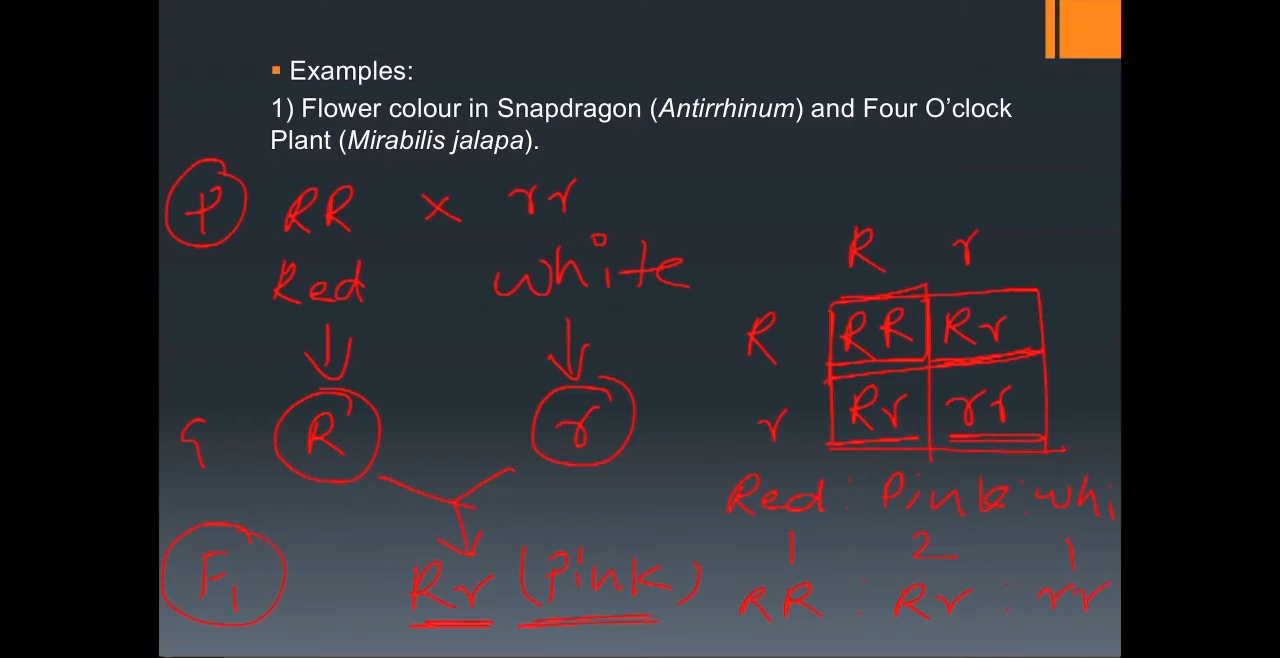 Examples:
1) Flower colour in Snapdragon (Antirrhinum) and Four O’clock
Plant (Mirabilis jalapa).
P RR × rr
Red white
R r
G
F1 Rr (Pink)
R r
R RR Rr
r Rr rr
Red : Pink : whi
1 2 1
RR : Rr : rr